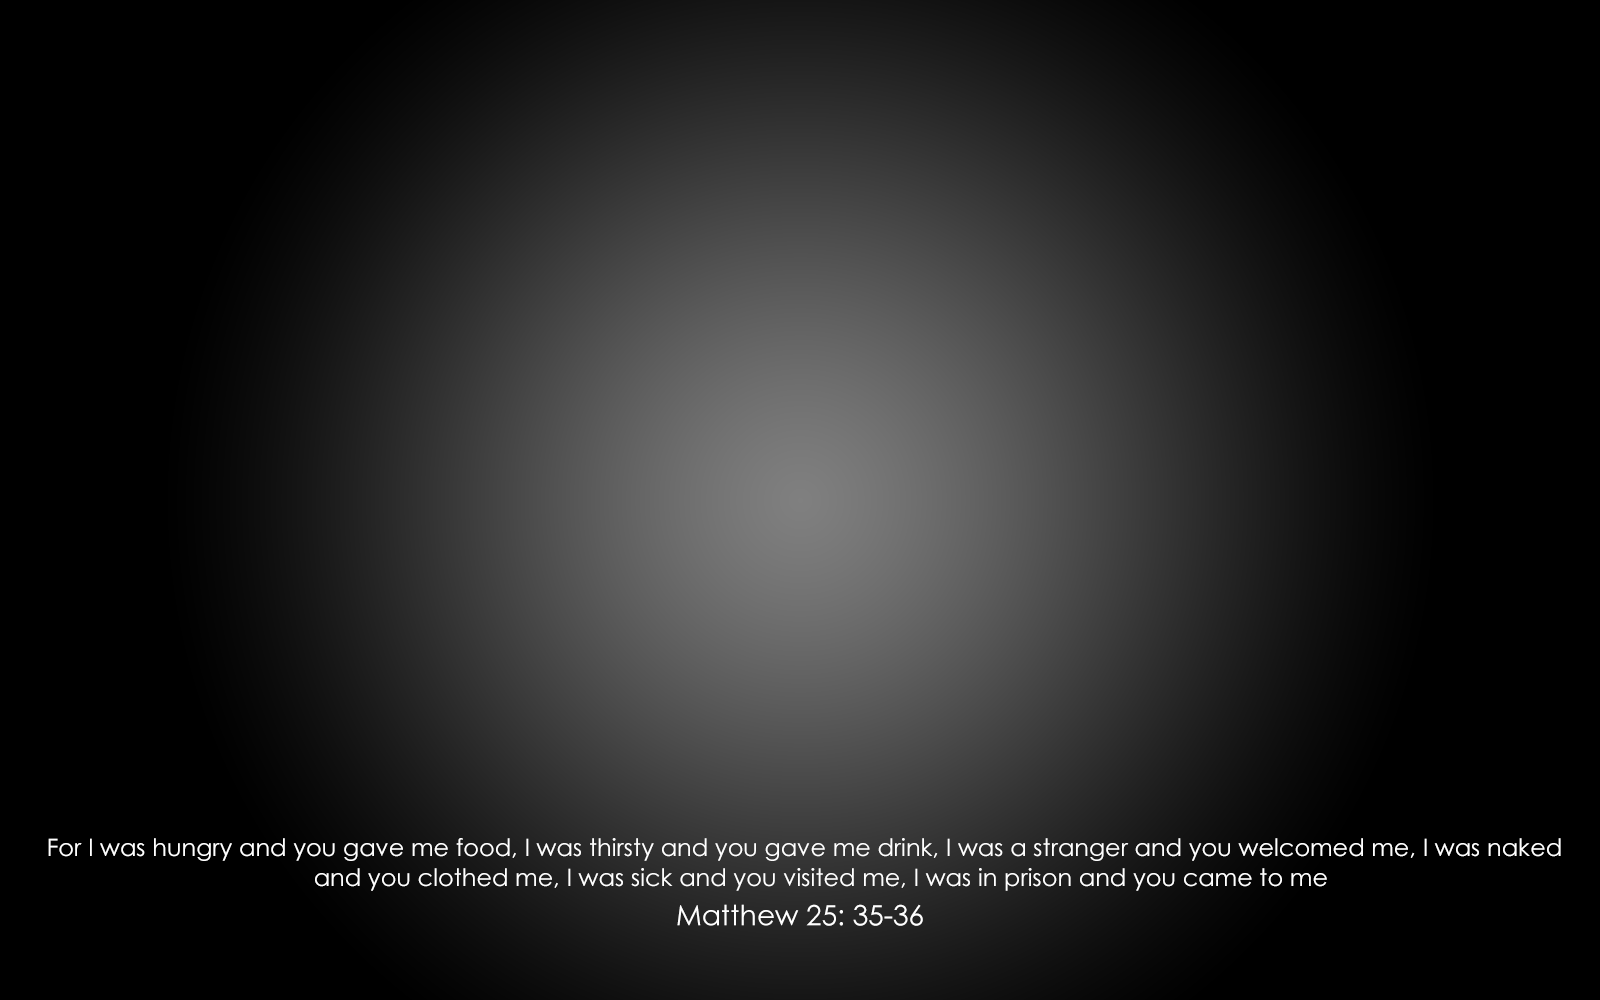 For I was hungry and you gave me food, I was thirsty and you gave me drink, I was a stranger and you welcomed me, I was naked
and you clothed me, I was sick and you visited me, I was in prison and you came to me
Matthew 25: 35-36